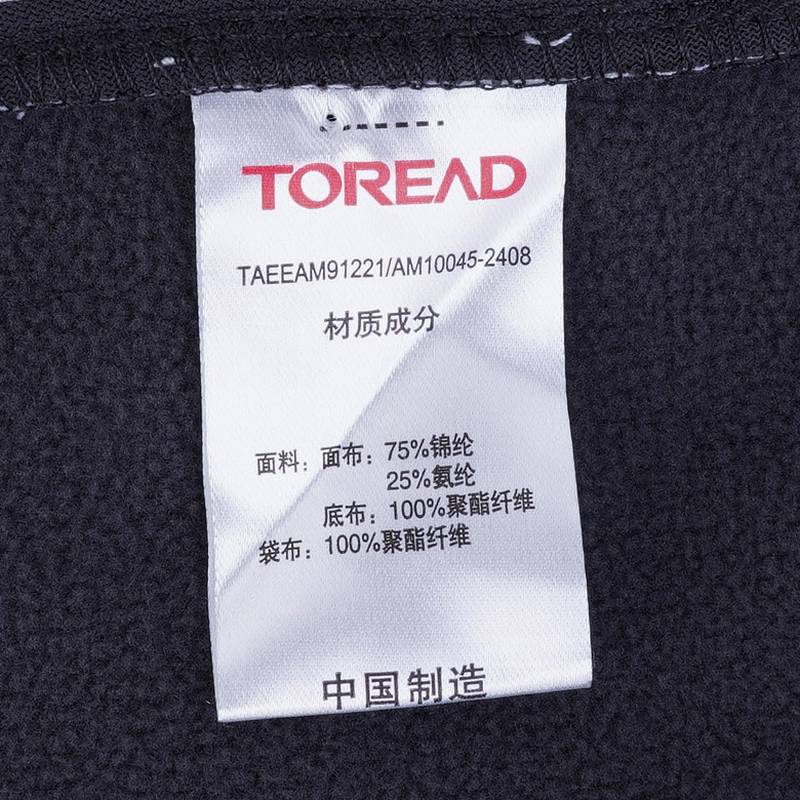 TOREAD
TAEEAM91221/AM10045-2408
材质成分
面料：面布：75%锦纶
25%氨纶
底布：100%聚酯纤维
袋布：100%聚酯纤维
中国制造